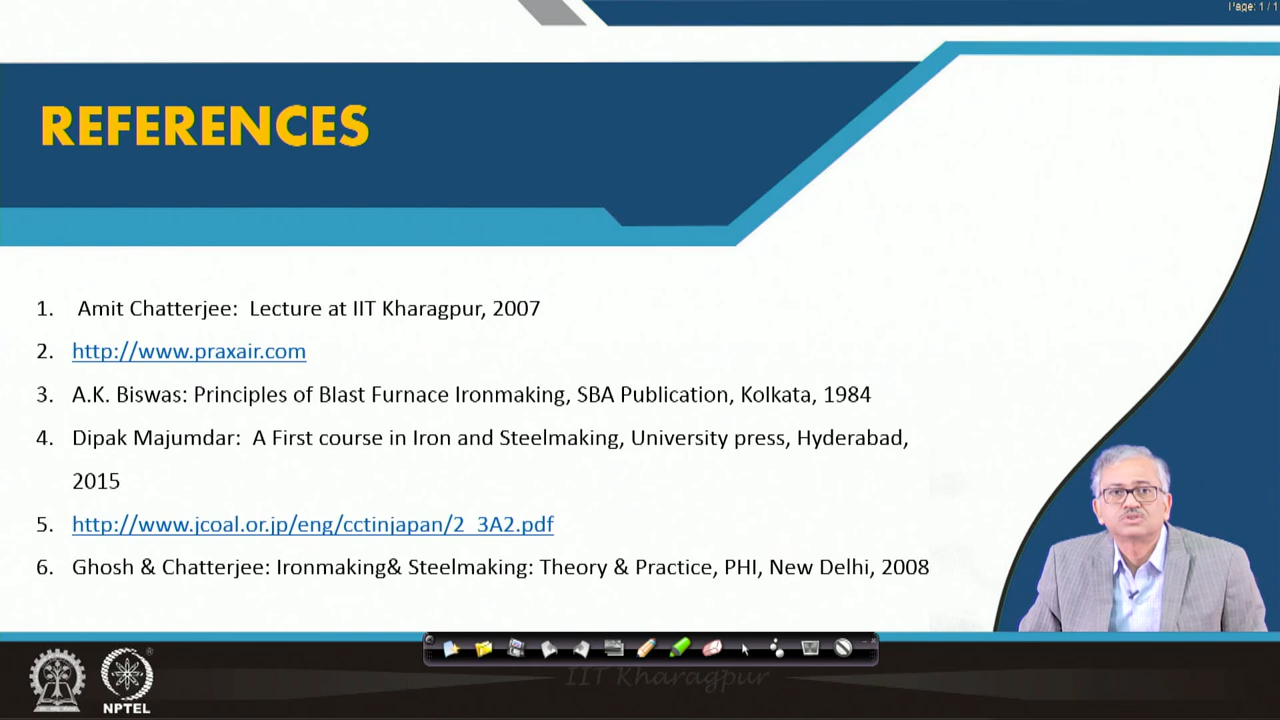 Page: 1 / 1
REFERENCES
1. Amit Chatterjee: Lecture at IIT Kharagpur, 2007
2. http://www.praxair.com
3. A.K. Biswas: Principles of Blast Furnace Ironmaking, SBA Publication, Kolkata, 1984
4. Dipak Majumdar: A First course in Iron and Steelmaking, University press, Hyderabad,
2015
5. http://www.jcoal.or.jp/eng/cctinjapan/2_3A2.pdf
6. Ghosh & Chatterjee: Ironmaking& Steelmaking: Theory & Practice, PHI, New Delhi, 2008
IIT Kharagpur
NPTEL